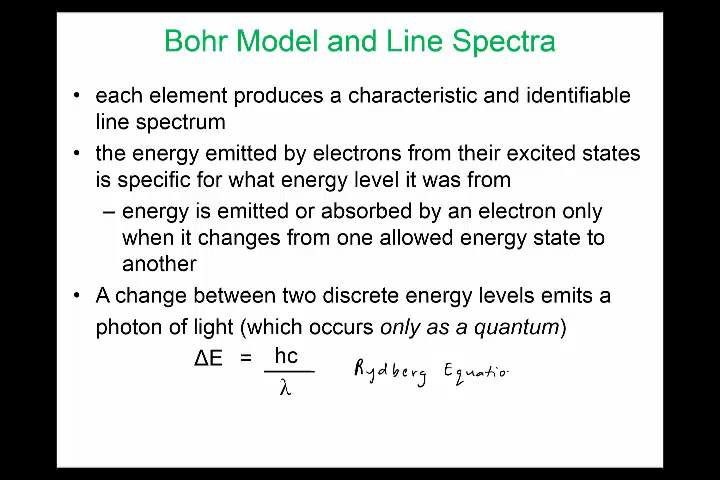 Bohr Model and Line Spectra
• each element produces a characteristic and identifiable
line spectrum
• the energy emitted by electrons from their excited states
is specific for what energy level it was from
– energy is emitted or absorbed by an electron only
when it changes from one allowed energy state to
another
• A change between two discrete energy levels emits a
photon of light (which occurs only as a quantum)
ΔE = hc
λ
Rydberg Equatio